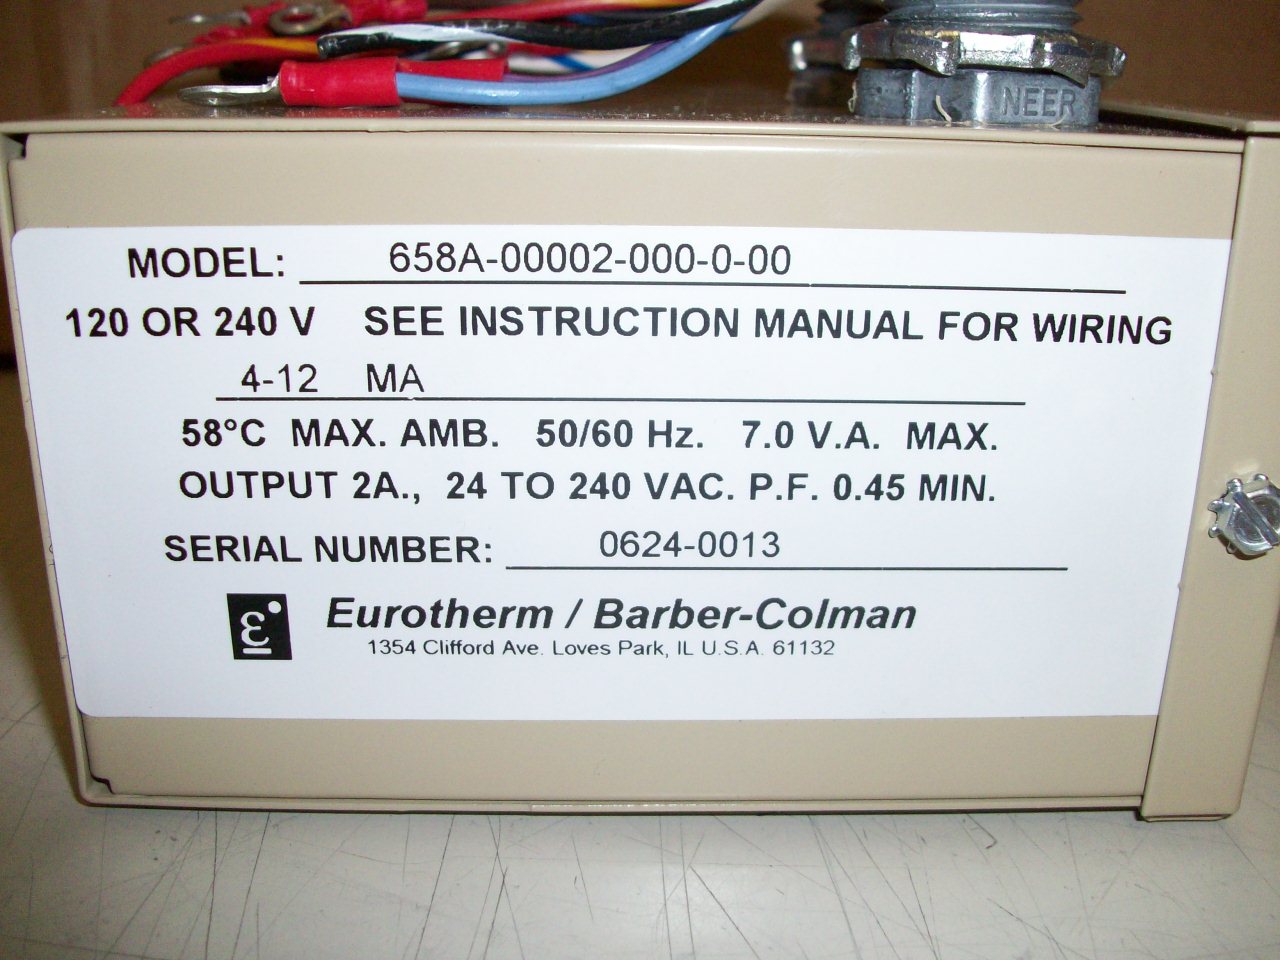 NEER
MODEL: 658A-00002-000-0-00
120 OR 240 V SEE INSTRUCTION MANUAL FOR WIRING
4-12 MA
58°C MAX. AMB. 50/60 Hz. 7.0 V.A. MAX.
OUTPUT 2A., 24 TO 240 VAC. P.F. 0.45 MIN.
SERIAL NUMBER: 0624-0013
Eurotherm / Barber-Colman
1354 Clifford Ave. Loves Park, IL U.S.A. 61132